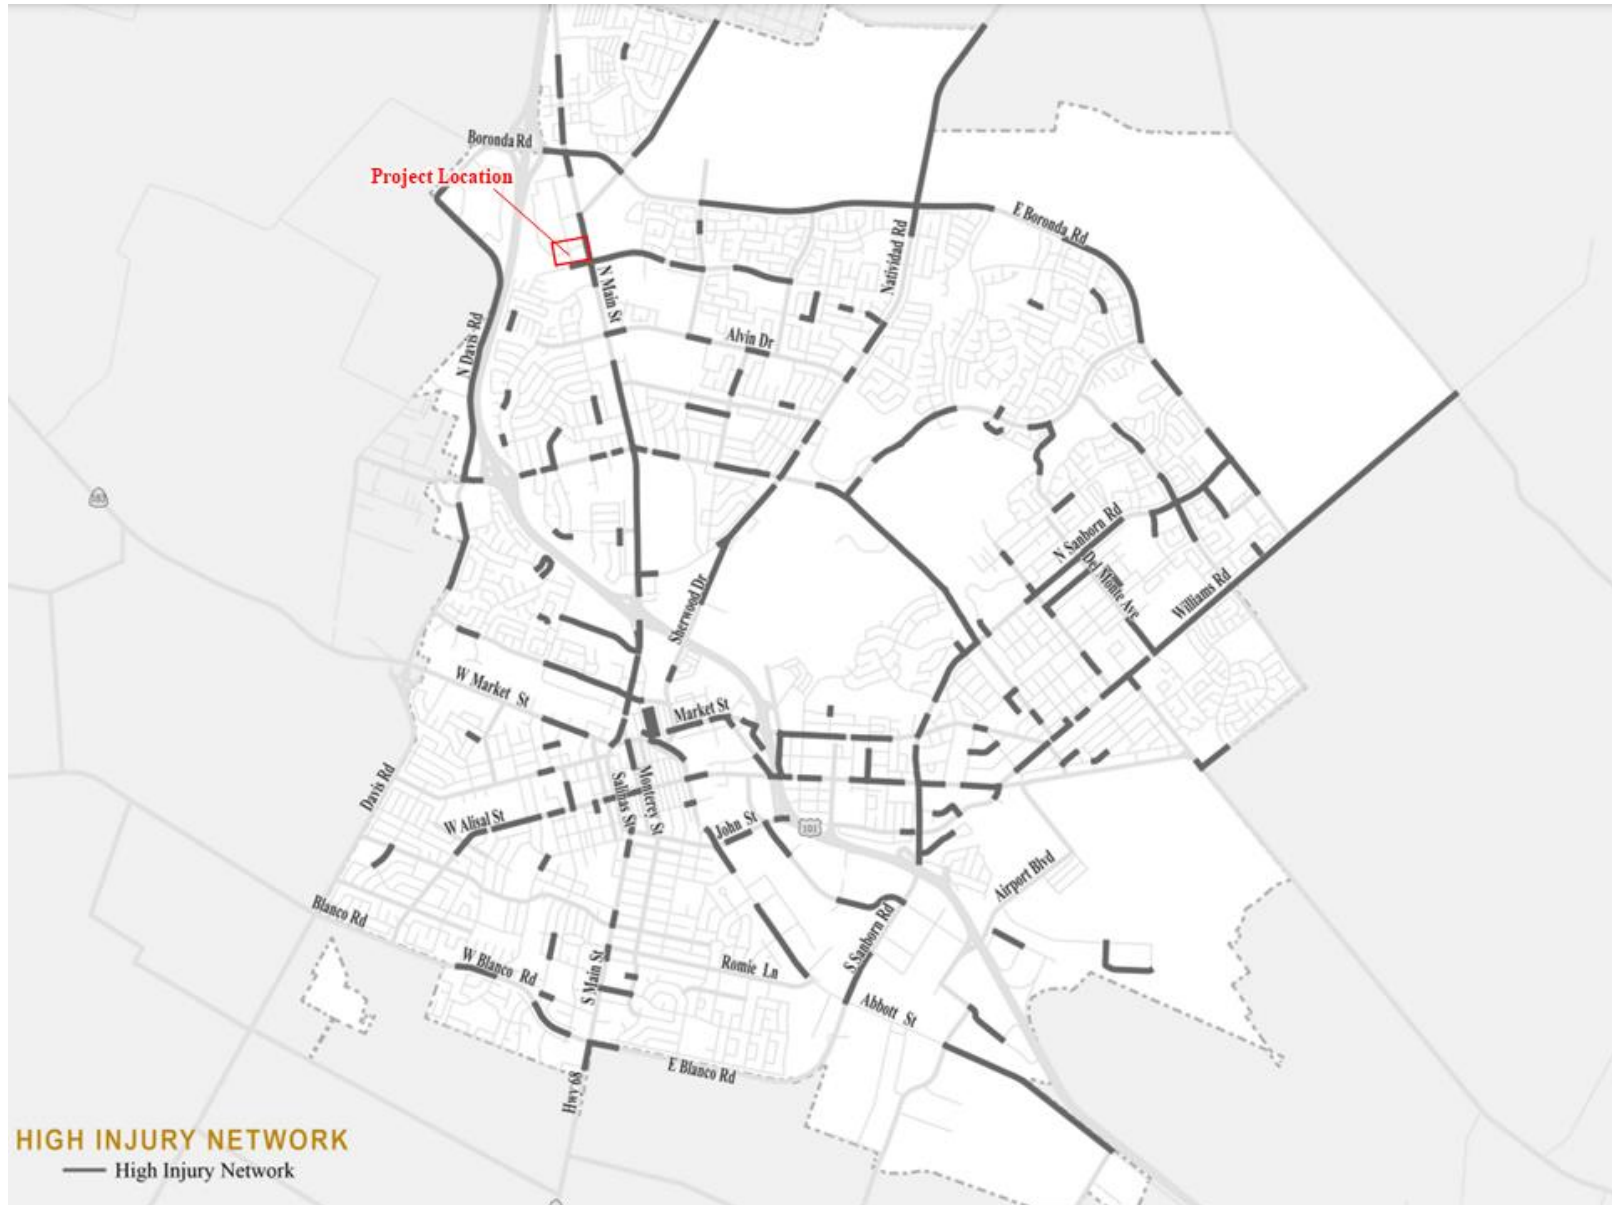 Boronda Rd
Project Location
E Boronda Rd
Natividad Rd
N Main St
N Davis Rd
Alvin Dr
183
N Sanborn Rd
Del Monte Ave
Williams Rd
Sherwood Dr
W Market St
Market St
Davis Rd
Salinas St
Monterey St
W Alisal St
John St
101
Airport Blvd
Blanco Rd
S Sanborn Rd
W Blanco Rd
S Main St
Romie Ln
Abbott St
E Blanco Rd
Hwy 68
HIGH INJURY NETWORK
High Injury Network